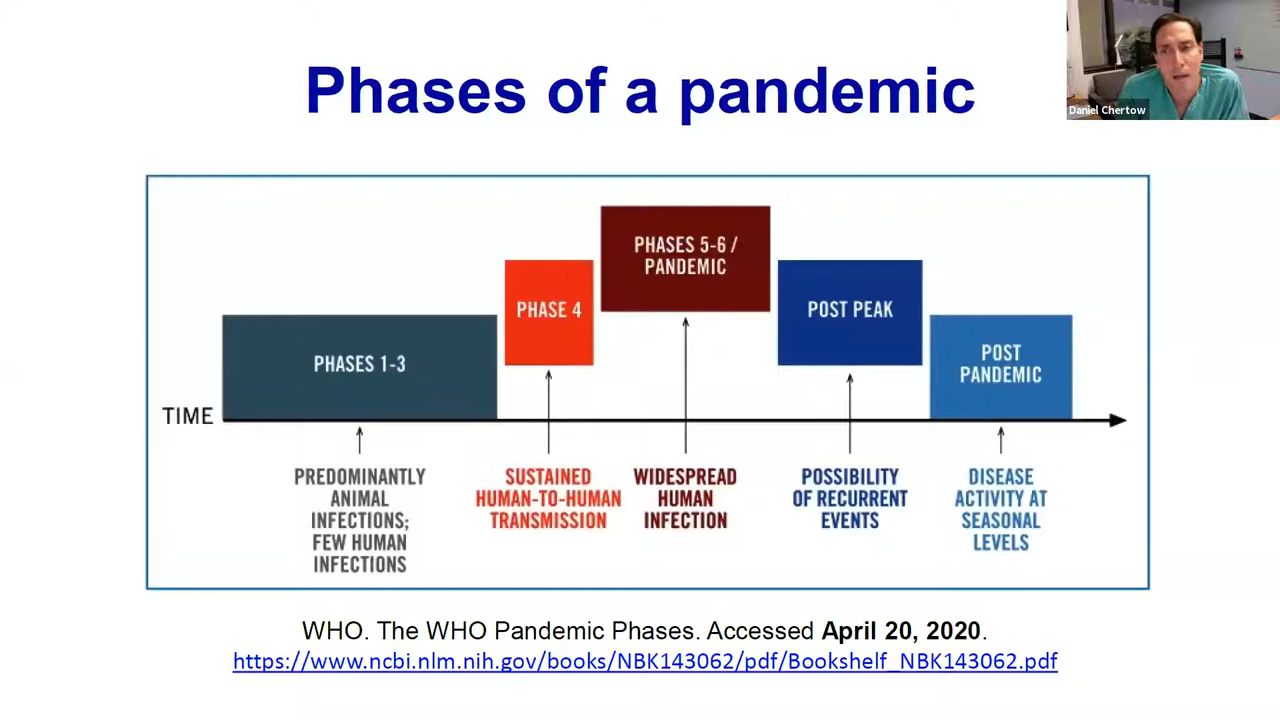 Phases of a pandemic
Daniel Chertow
PHASES 5-6 /
PANDEMIC
PHASE 4
POST PEAK
PHASES 1-3
POST
PANDEMIC
TIME
PREDOMINANTLY
ANIMAL
INFECTIONS;
FEW HUMAN
INFECTIONS
SUSTAINED
HUMAN-TO-HUMAN
TRANSMISSION
WIDESPREAD
HUMAN
INFECTION
POSSIBILITY
OF RECURRENT
EVENTS
DISEASE
ACTIVITY AT
SEASONAL
LEVELS
WHO. The WHO Pandemic Phases. Accessed April 20, 2020.
https://www.ncbi.nlm.nih.gov/books/NBK143062/pdf/Bookshelf_NBK143062.pdf